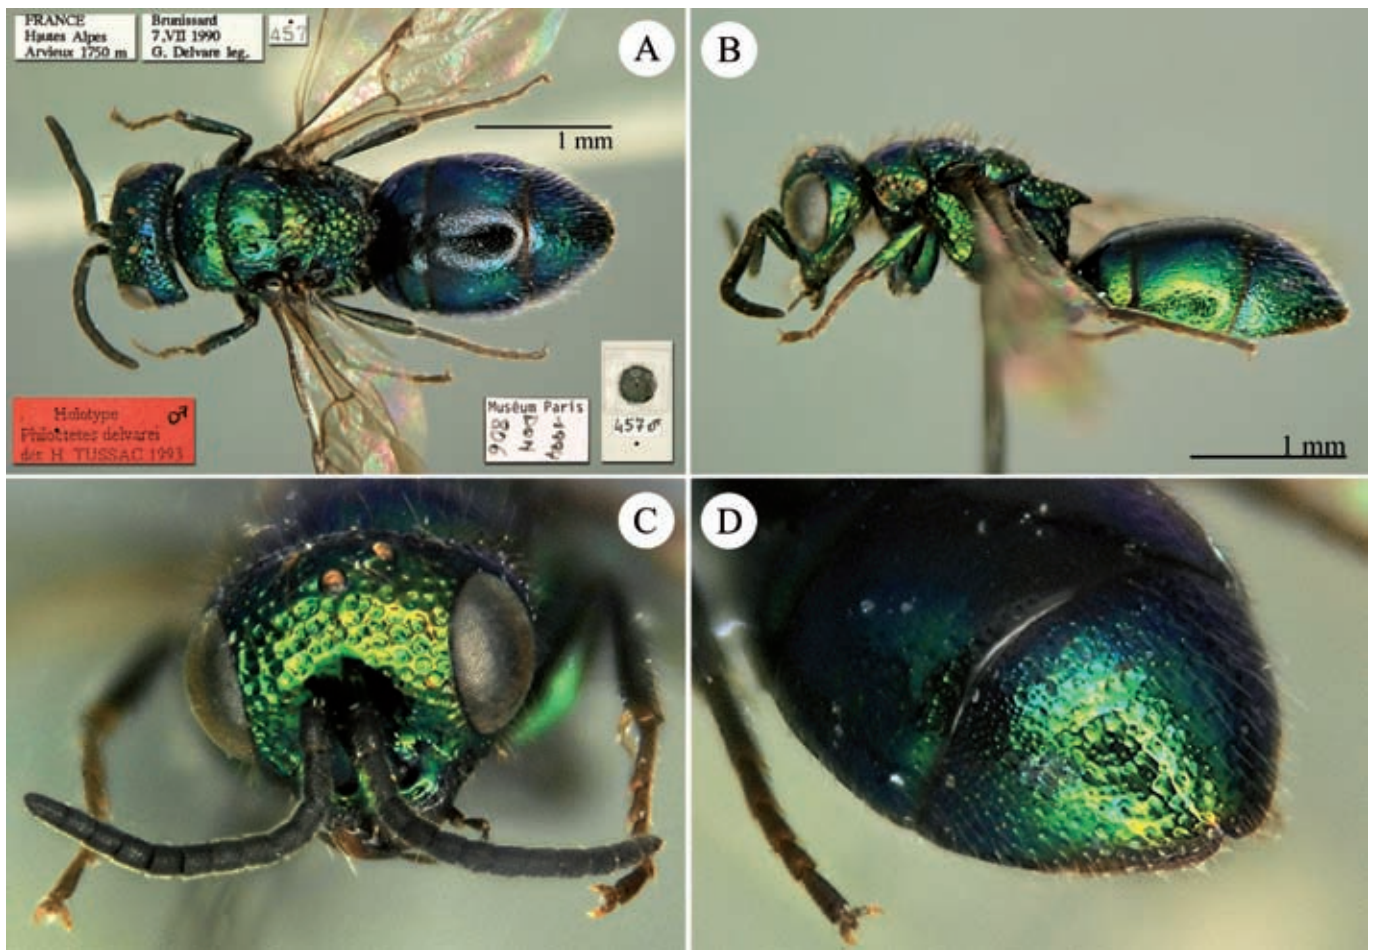 FRANCE
Hautes Alpes
Arvieux 1750 m
Brunissard
7.VII 1990
G. Delvare leg.
457
A
1 mm
Holotype ♂
Philoctetes delvarei
det. H. TUSSAC 1993
Muséum Paris
457♂
B
1 mm
C
D